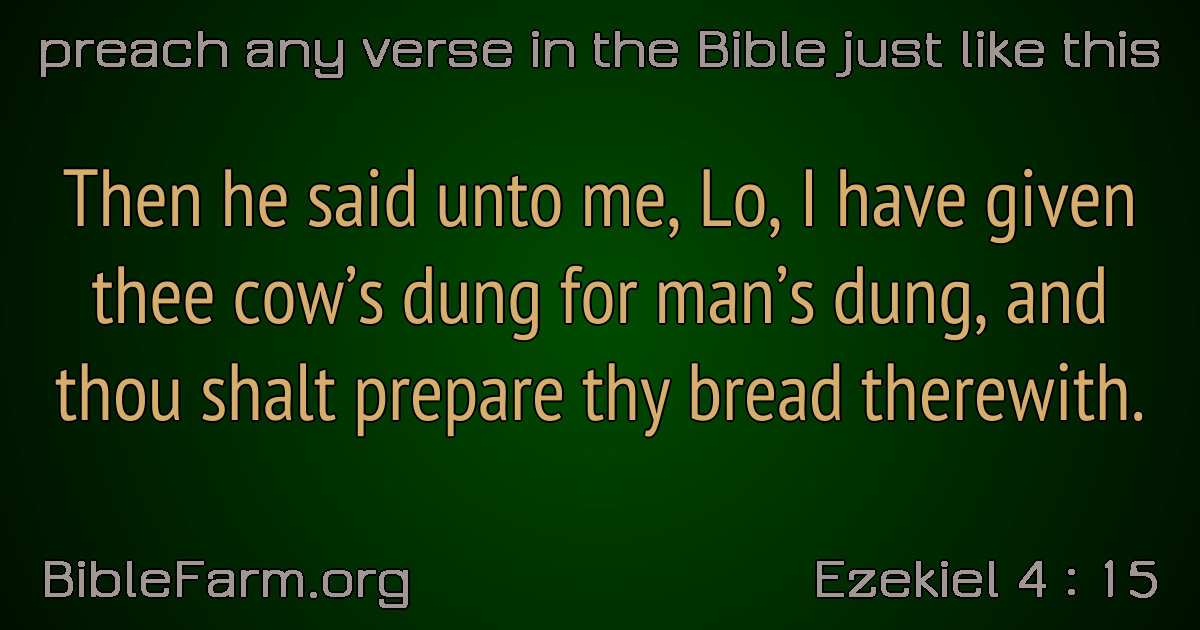 preach any verse in the Bible just like this
Then he said unto me, Lo, I have given
thee cow’s dung for man’s dung, and
thou shalt prepare thy bread therewith.
BibleFarm.org
Ezekiel 4 : 15